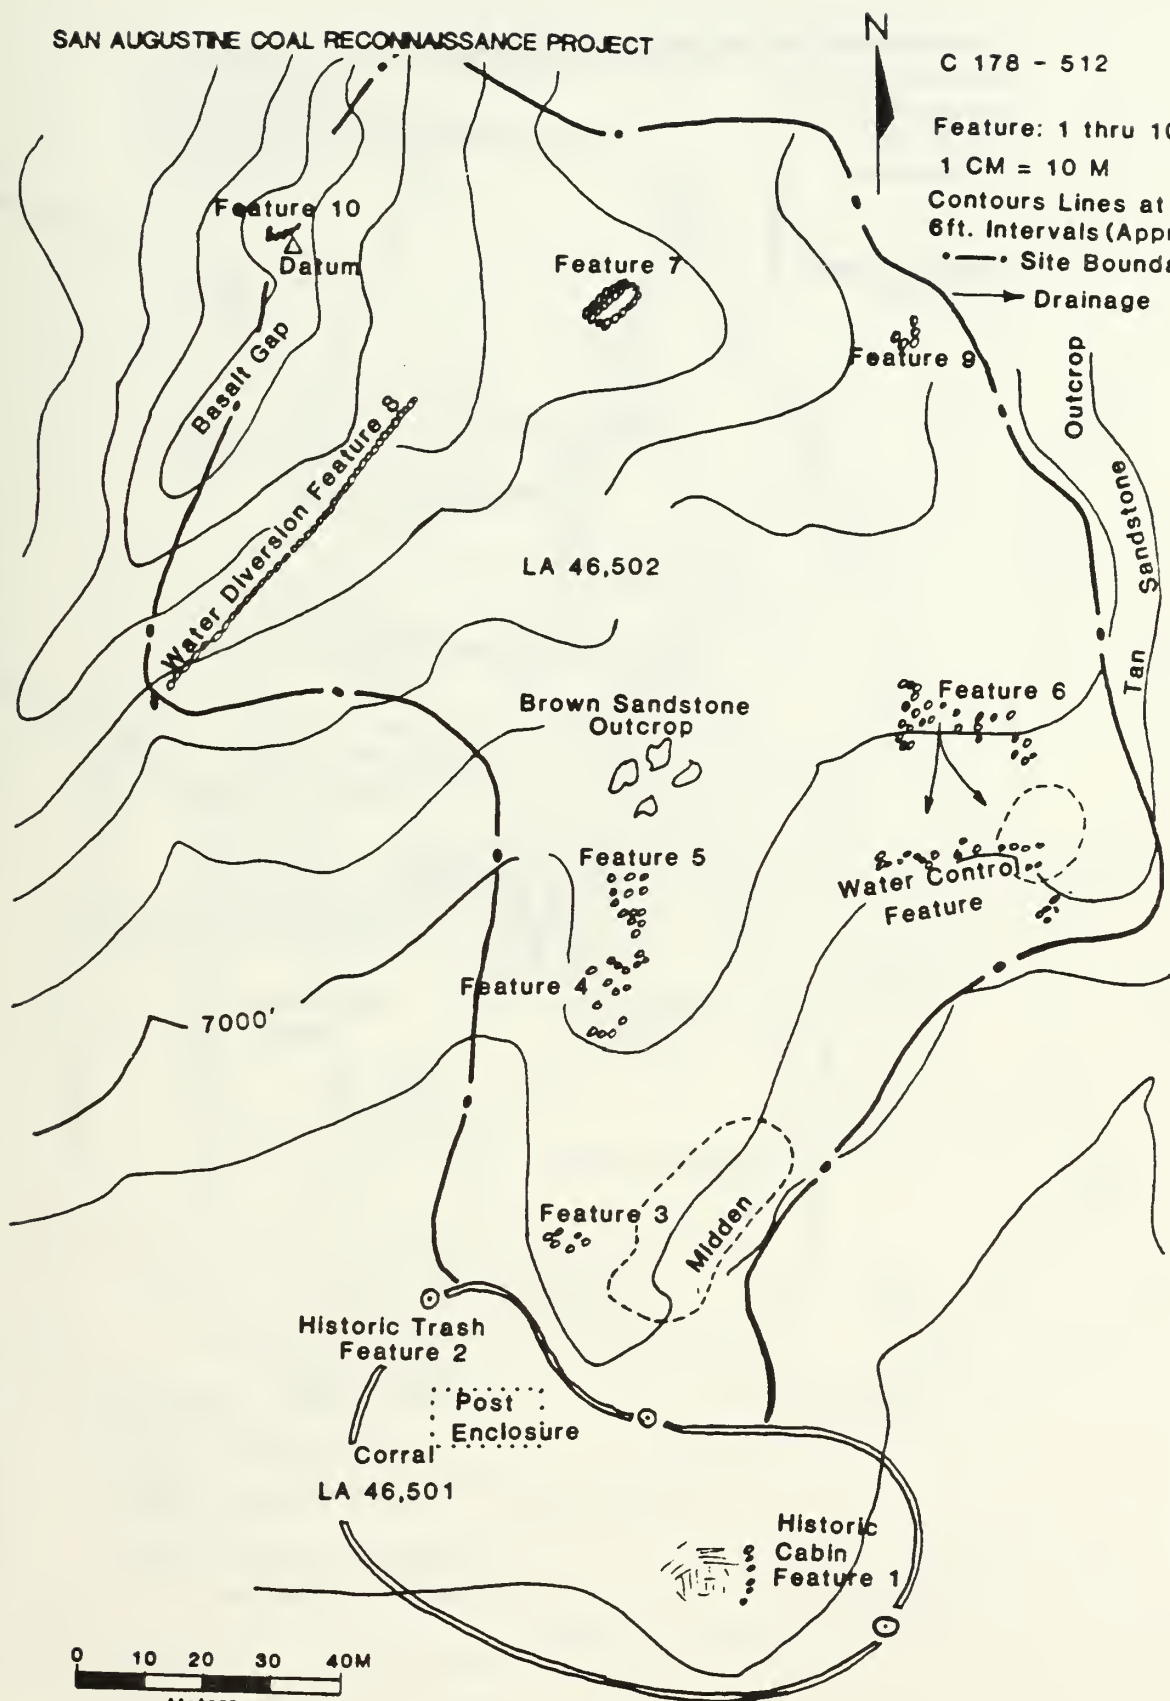 SAN AUGUSTINE COAL RECONNAISSANCE PROJECT
N
C 178 - 512
Feature: 1 thru 10
1 CM = 10 M
Contours Lines at
6ft. Intervals (Appr
Site Bounda
Drainage
Feature 10
Datum
Feature 7
Feature 9
Basalt Gap
Water Diversion Feature 8
Outcrop
Sandstone
Tan
LA 46,502
Feature 6
Brown Sandstone
Outcrop
Feature 5
Water Control
Feature
Feature 4
7000'
Feature 3
Midden
Historic Trash
Feature 2
Post
Enclosure
Corral
LA 46,501
Historic
Cabin
Feature 1
0 10 20 30 40M